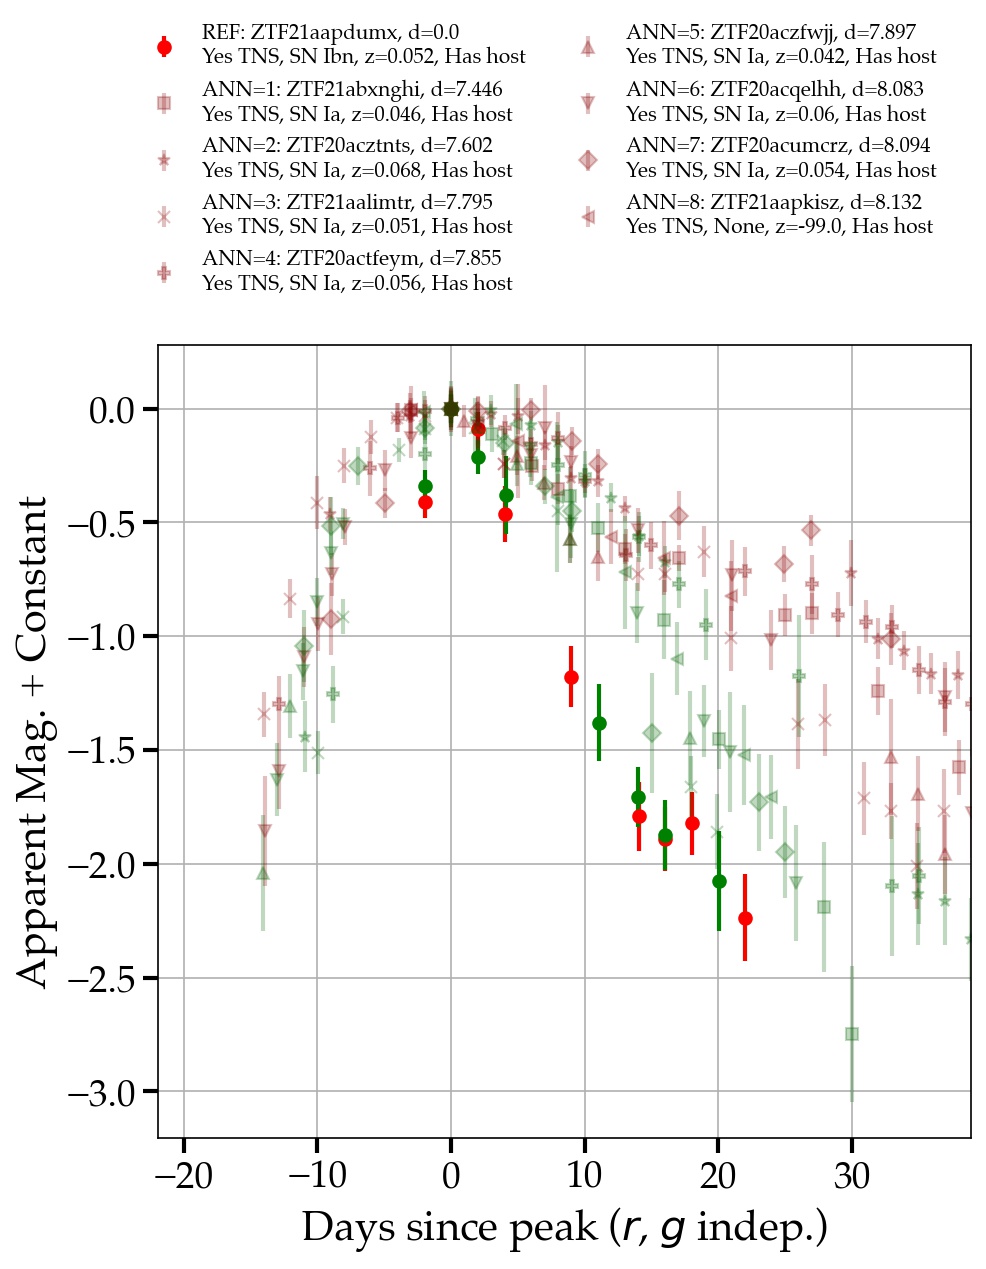 REF: ZTF21aapdumx, d=0.0
Yes TNS, SN Ibn, z=0.052, Has host
ANN=1: ZTF21abxnghi, d=7.446
Yes TNS, SN Ia, z=0.046, Has host
ANN=2: ZTF20acztnts, d=7.602
Yes TNS, SN Ia, z=0.068, Has host
ANN=3: ZTF21aalimtr, d=7.795
Yes TNS, SN Ia, z=0.051, Has host
ANN=4: ZTF20actfeym, d=7.855
Yes TNS, SN Ia, z=0.056, Has host
ANN=5: ZTF20aczfwjj, d=7.897
Yes TNS, SN Ia, z=0.042, Has host
ANN=6: ZTF20acqelhh, d=8.083
Yes TNS, SN Ia, z=0.06, Has host
ANN=7: ZTF20acumcrz, d=8.094
Yes TNS, SN Ia, z=0.054, Has host
ANN=8: ZTF21aapkisz, d=8.132
Yes TNS, None, z=-99.0, Has host
Apparent Mag. + Constant
0.0
−0.5
−1.0
−1.5
−2.0
−2.5
−3.0
−20 −10 0 10 20 30
Days since peak (r, g indep.)